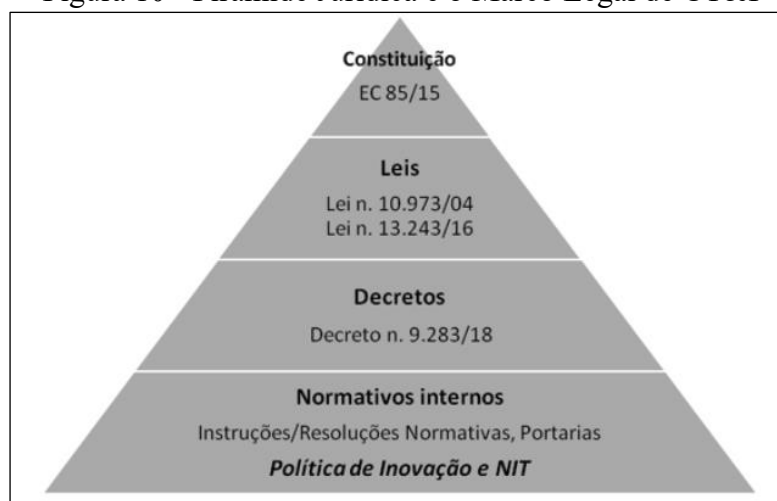 Constituição
EC 85/15
Leis
Lei n. 10.973/04
Lei n. 13.243/16
Decretos
Decreto n. 9.283/18
Normativos internos
Instruções/Resoluções Normativas, Portarias
Política de Inovação e NIT